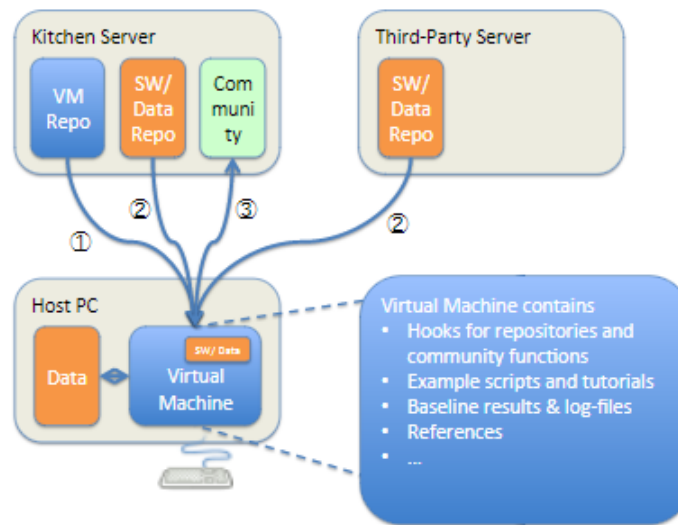 Kitchen Server
VM
Repo
SW/
Data
Repo
Com
muni
ty
Third-Party Server
SW/
Data
Repo
①
②
③
②
Host PC
Data
SW/ Data
Virtual
Machine
Virtual Machine contains
• Hooks for repositories and
community functions
• Example scripts and tutorials
• Baseline results & log-files
• References
• ...